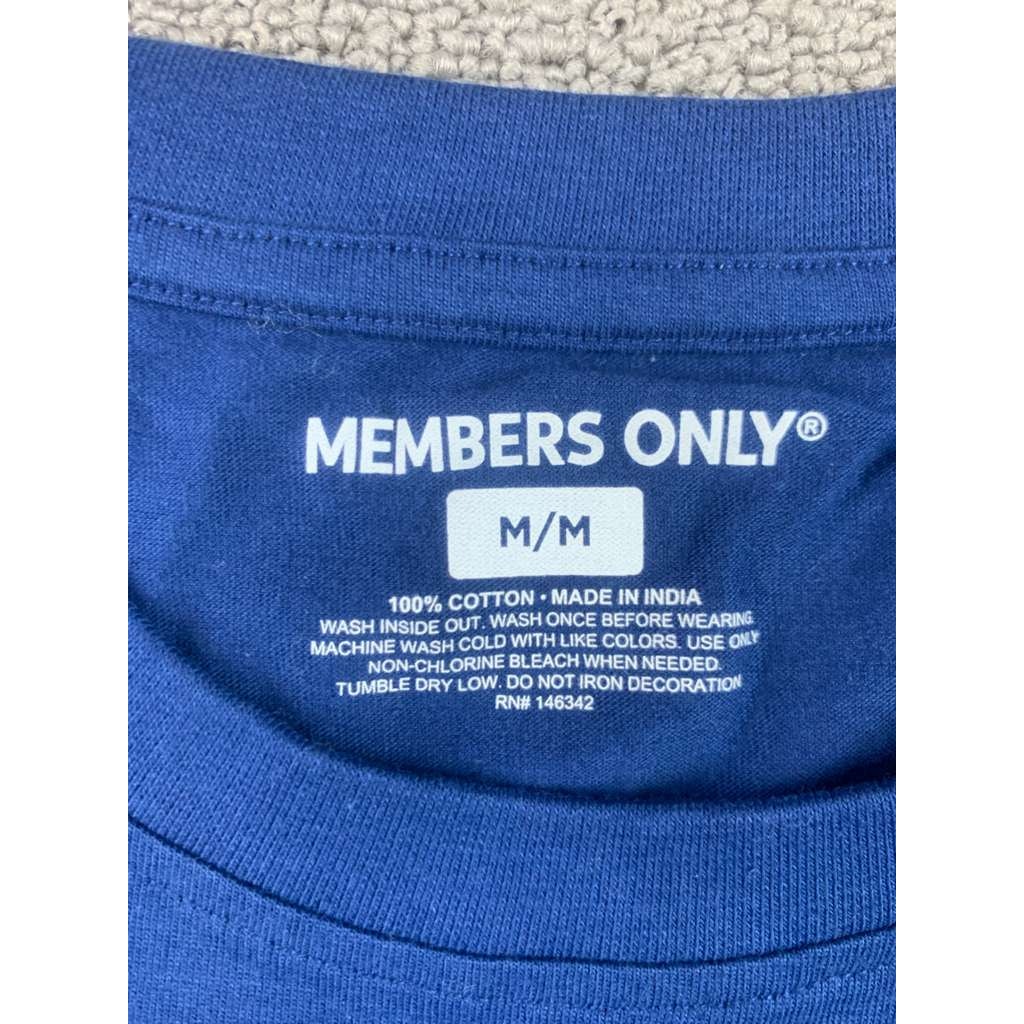 MEMBERS ONLY®
M/M
100% COTTON • MADE IN INDIA
WASH INSIDE OUT. WASH ONCE BEFORE WEARING.
MACHINE WASH COLD WITH LIKE COLORS. USE ONLY
NON-CHLORINE BLEACH WHEN NEEDED.
TUMBLE DRY LOW. DO NOT IRON DECORATION
RN# 146342